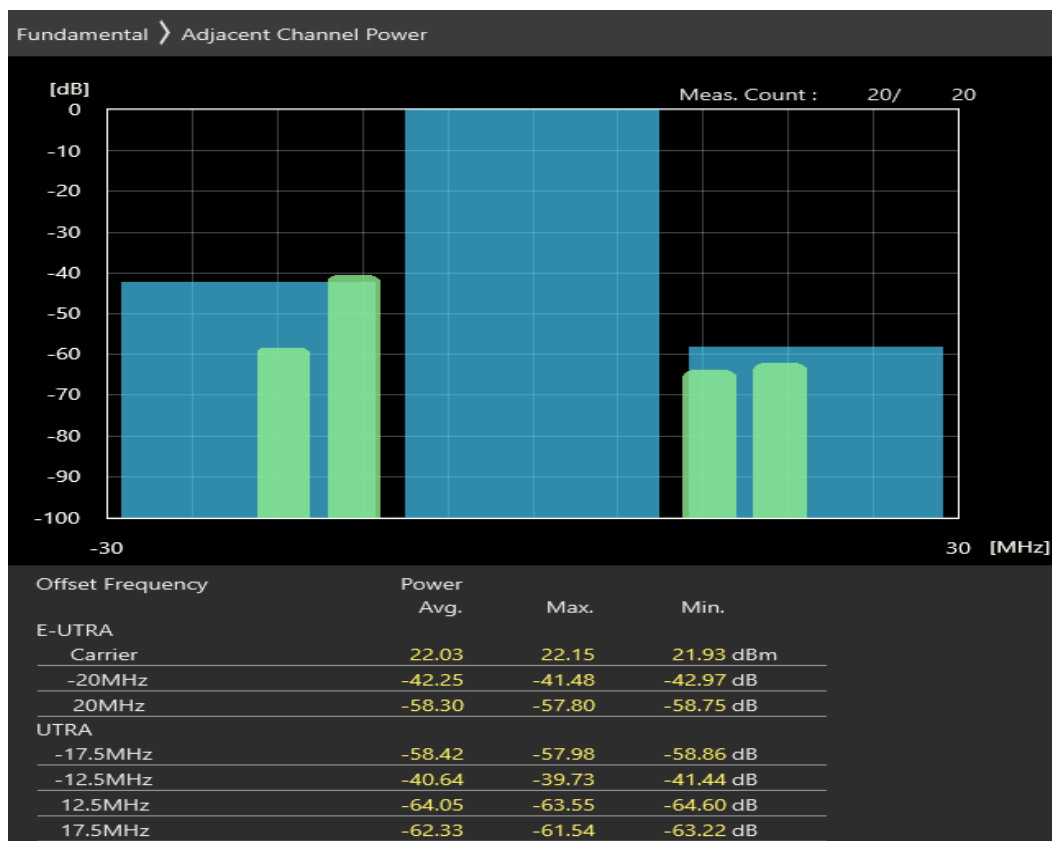 Fundamental 〉 Adjacent Channel Power
[dB]
Meas. Count : 20/ 20
0
-10
-20
-30
-40
-50
-60
-70
-80
-90
-100
-30 30 [MHz]
Offset Frequency Power
Avg. Max. Min.
E-UTRA
Carrier 22.03 22.15 21.93 dBm
-20MHz -42.25 -41.48 -42.97 dB
20MHz -58.30 -57.80 -58.75 dB
UTRA
-17.5MHz -58.42 -57.98 -58.86 dB
-12.5MHz -40.64 -39.73 -41.44 dB
12.5MHz -64.05 -63.55 -64.60 dB
17.5MHz -62.33 -61.54 -63.22 dB